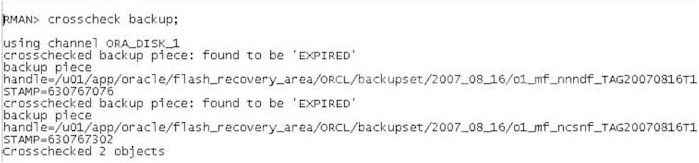 RMAN> crosscheck backup;
using channel ORA_DISK_1
crosschecked backup piece: found to be 'EXPIRED'
backup piece
handle=/u01/app/oracle/flash_recovery_area/ORCL/backupset/2007_08_16/o1_mf_nnndf_TAG20070816T1
STAMP=630767076
crosschecked backup piece: found to be 'EXPIRED'
backup piece
handle=/u01/app/oracle/flash_recovery_area/ORCL/backupset/2007_08_16/o1_mf_ncsnf_TAG20070816T1
STAMP=630767302
Crosschecked 2 objects